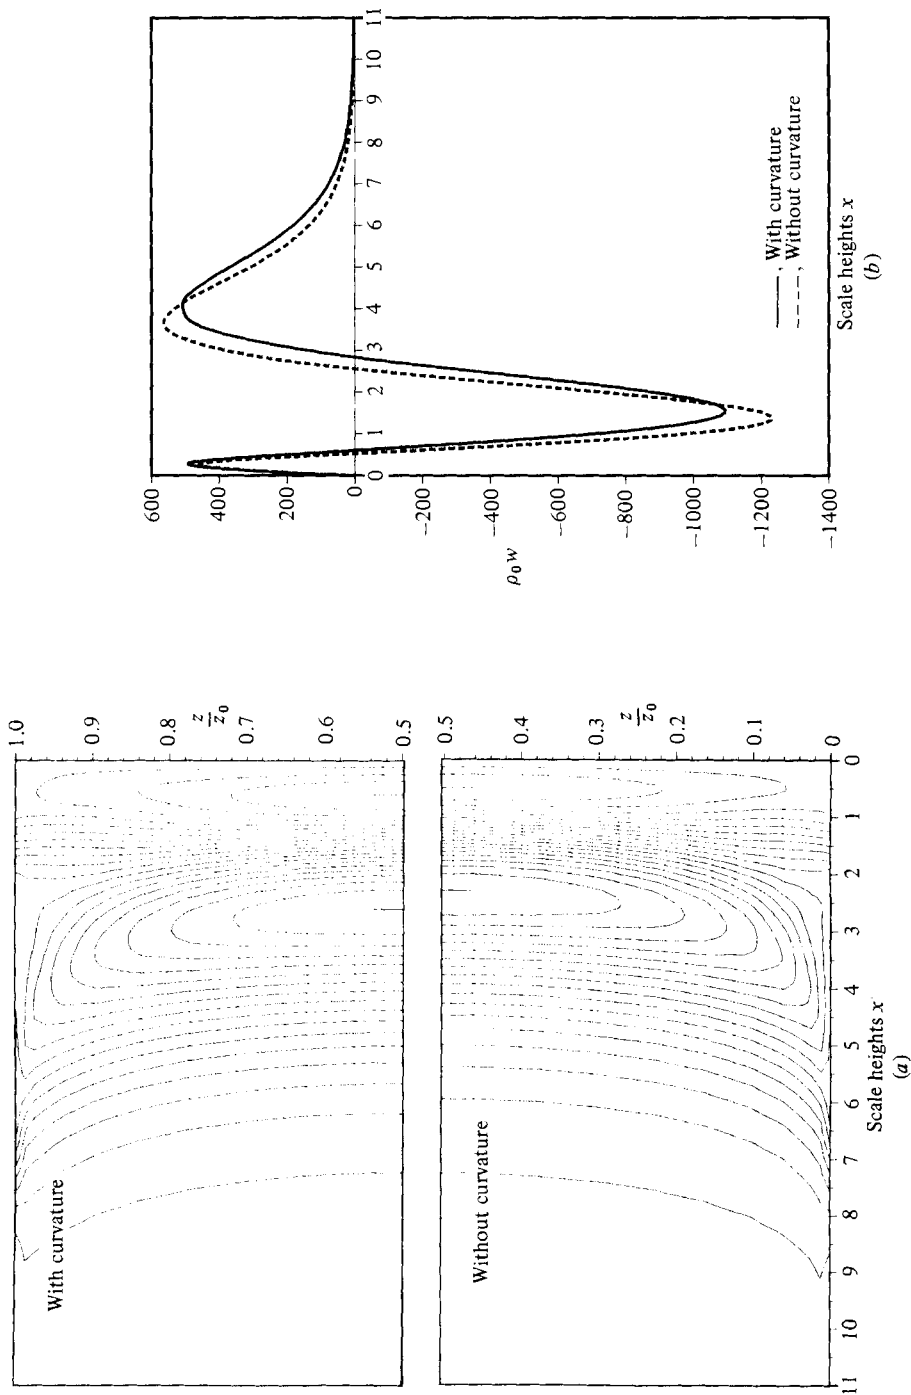 With curvature
1.0
0.9
0.8
z/z₀
0.7
0.6
0.5
Without curvature
0.5
0.4
0.3
z/z₀
0.2
0.1
0
11 10 9 8 7 6 5 4 3 2 1 0
Scale heights x
(a)
600
400
200
0
−200
−400
−600
−800
−1000
−1200
−1400
ρ₀w
0 1 2 3 4 5 6 7 8 9 10 11
——, With curvature
– – –, Without curvature
Scale heights x
(b)